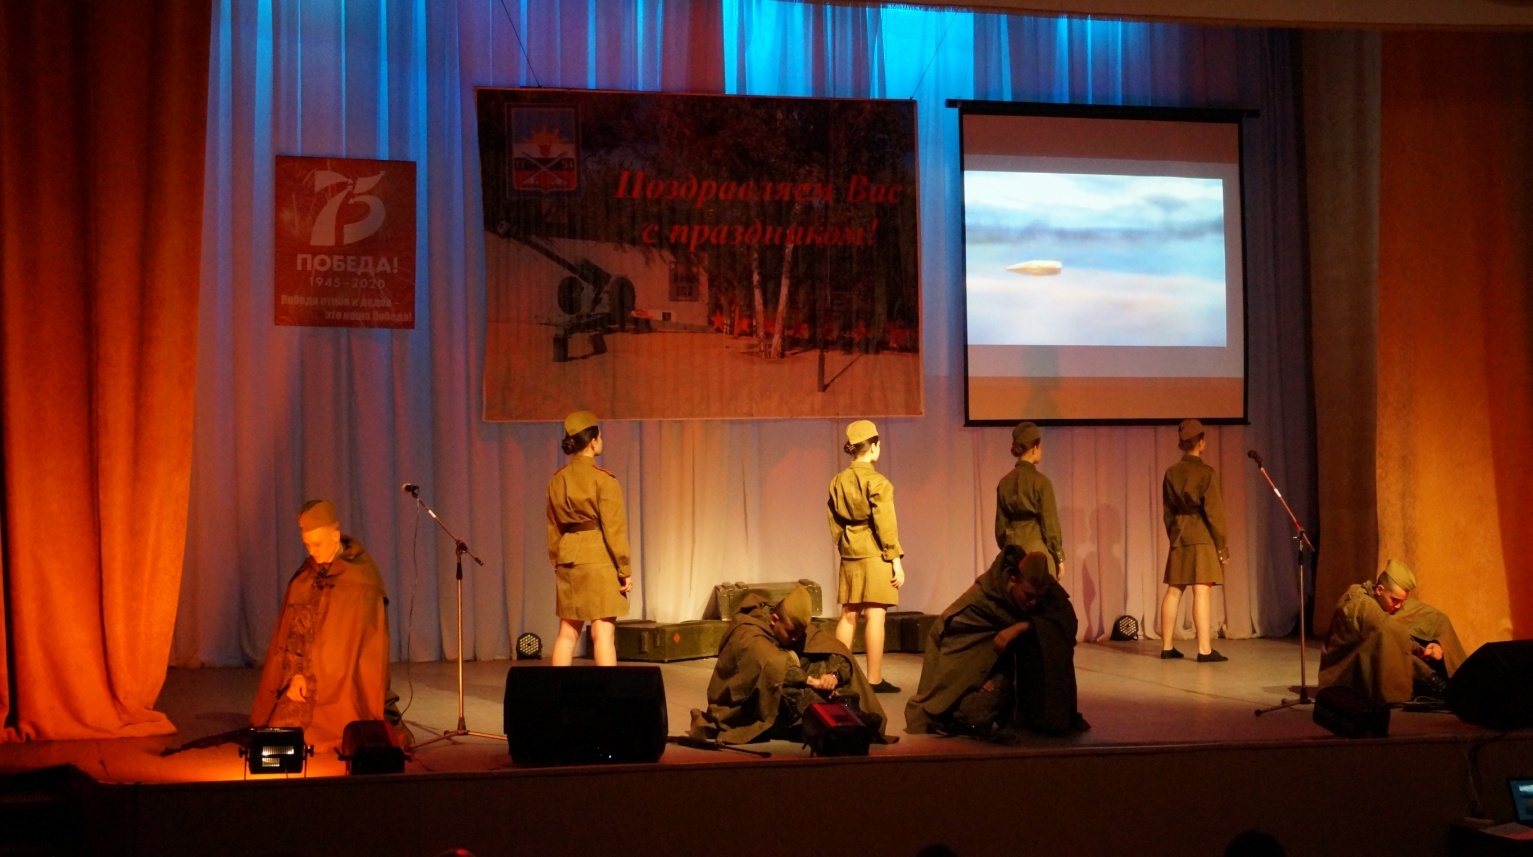 75
ПОБЕДА!
1945-2020
Победа отцов и дедов -
это наша Победа!
Поздравляем Вас
с праздником!